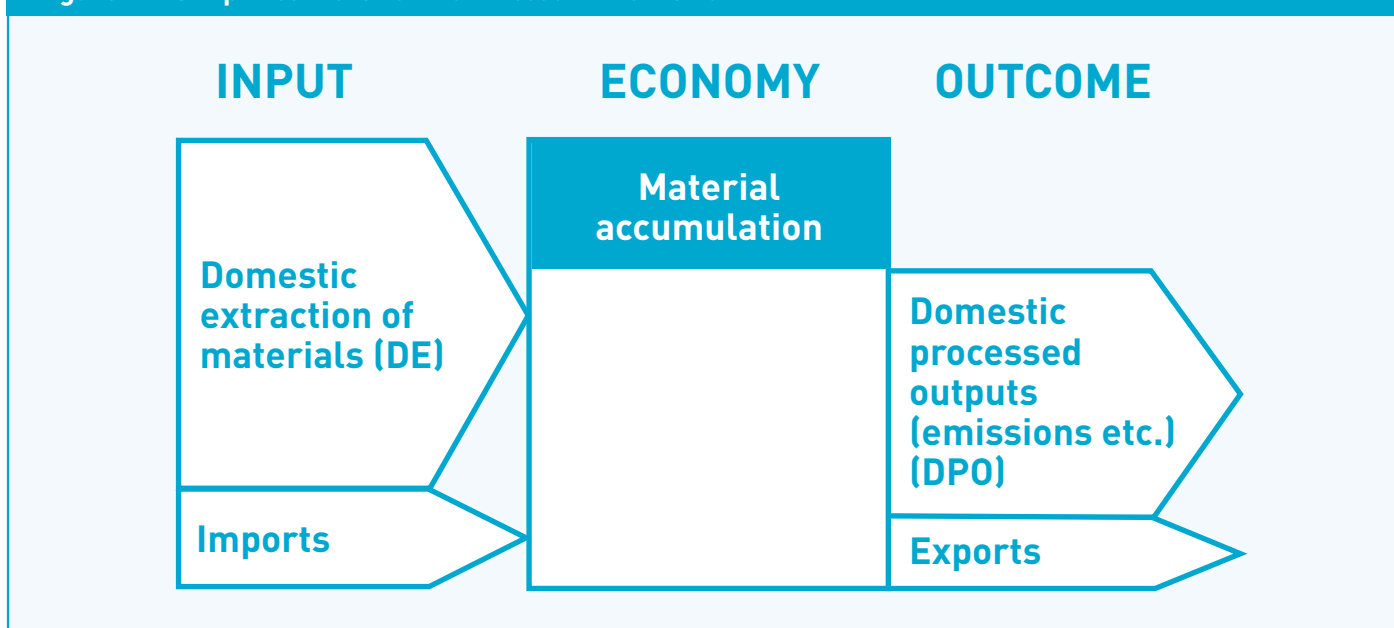 INPUT
ECONOMY
OUTCOME
Material
accumulation
Domestic
extraction of
materials (DE)
Imports
Domestic
processed
outputs
(emissions etc.)
(DPO)
Exports